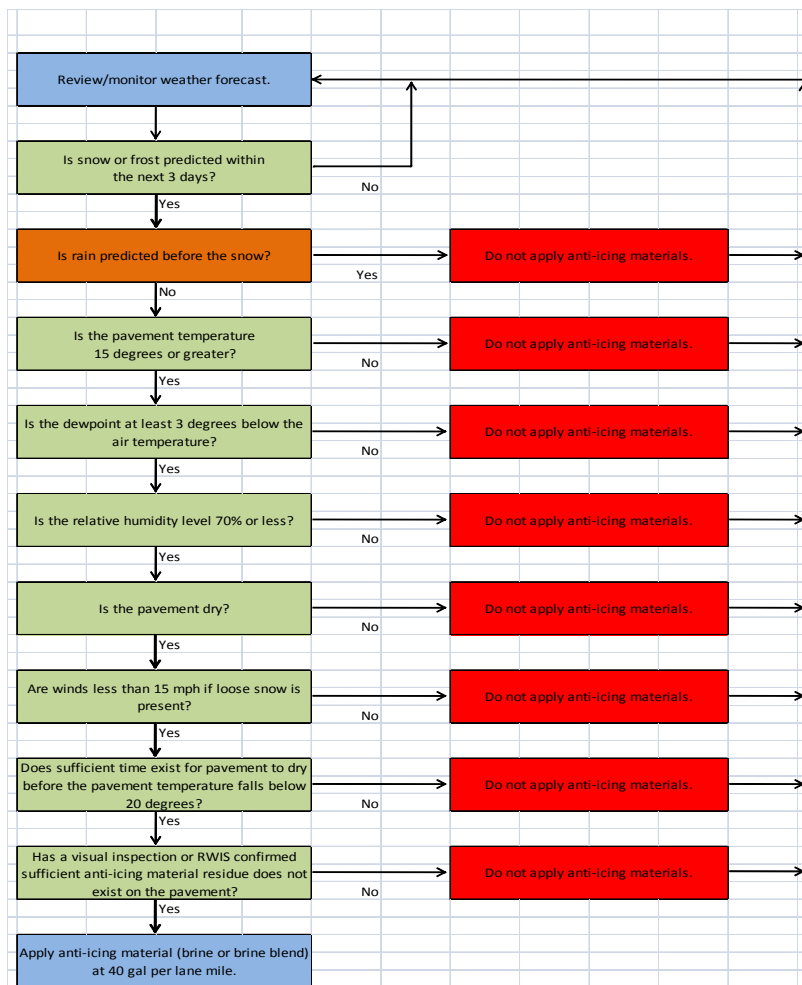 Review/monitor weather forecast.
Is snow or frost predicted within
the next 3 days?
No
Yes
Is rain predicted before the snow?
Do not apply anti-icing materials.
Yes
No
Is the pavement temperature
15 degrees or greater?
Do not apply anti-icing materials.
No
Yes
Is the dewpoint at least 3 degrees below the
air temperature?
Do not apply anti-icing materials.
No
Yes
Is the relative humidity level 70% or less?
Do not apply anti-icing materials.
No
Yes
Is the pavement dry?
Do not apply anti-icing materials.
No
Yes
Are winds less than 15 mph if loose snow is
present?
Do not apply anti-icing materials.
No
Yes
Does sufficient time exist for pavement to dry
before the pavement temperature falls below
20 degrees?
Do not apply anti-icing materials.
No
Yes
Has a visual inspection or RWIS confirmed
sufficient anti-icing material residue does not
exist on the pavement?
Do not apply anti-icing materials.
No
Yes
Apply anti-icing material (brine or brine blend)
at 40 gal per lane mile.